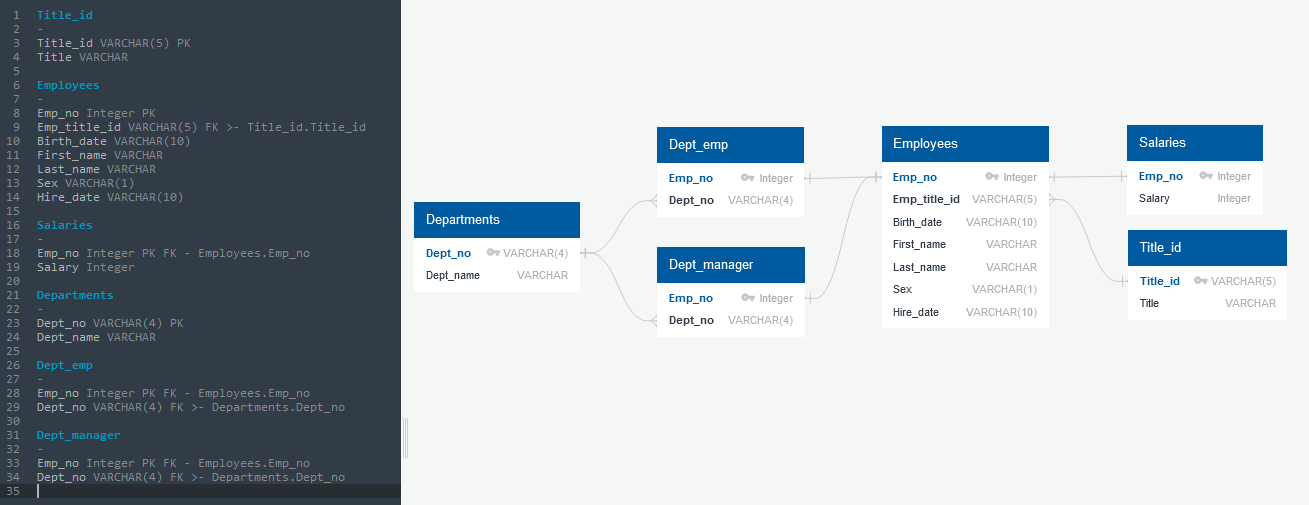 1 Title_id
2 -
3 Title_id VARCHAR(5) PK
4 Title VARCHAR
5
6 Employees
7 -
8 Emp_no Integer PK
9 Emp_title_id VARCHAR(5) FK >- Title_id.Title_id
10 Birth_date VARCHAR(10)
11 First_name VARCHAR
12 Last_name VARCHAR
13 Sex VARCHAR(1)
14 Hire_date VARCHAR(10)
15
16 Salaries
17 -
18 Emp_no Integer PK FK - Employees.Emp_no
19 Salary Integer
20
21 Departments
22 -
23 Dept_no VARCHAR(4) PK
24 Dept_name VARCHAR
25
26 Dept_emp
27 -
28 Emp_no Integer PK FK - Employees.Emp_no
29 Dept_no VARCHAR(4) FK >- Departments.Dept_no
30
31 Dept_manager
32 -
33 Emp_no Integer PK FK - Employees.Emp_no
34 Dept_no VARCHAR(4) FK >- Departments.Dept_no
35
Departments
Dept_no VARCHAR(4)
Dept_name VARCHAR
Dept_emp
Emp_no Integer
Dept_no VARCHAR(4)
Dept_manager
Emp_no Integer
Dept_no VARCHAR(4)
Employees
Emp_no Integer
Emp_title_id VARCHAR(5)
Birth_date VARCHAR(10)
First_name VARCHAR
Last_name VARCHAR
Sex VARCHAR(1)
Hire_date VARCHAR(10)
Salaries
Emp_no Integer
Salary Integer
Title_id
Title_id VARCHAR(5)
Title VARCHAR